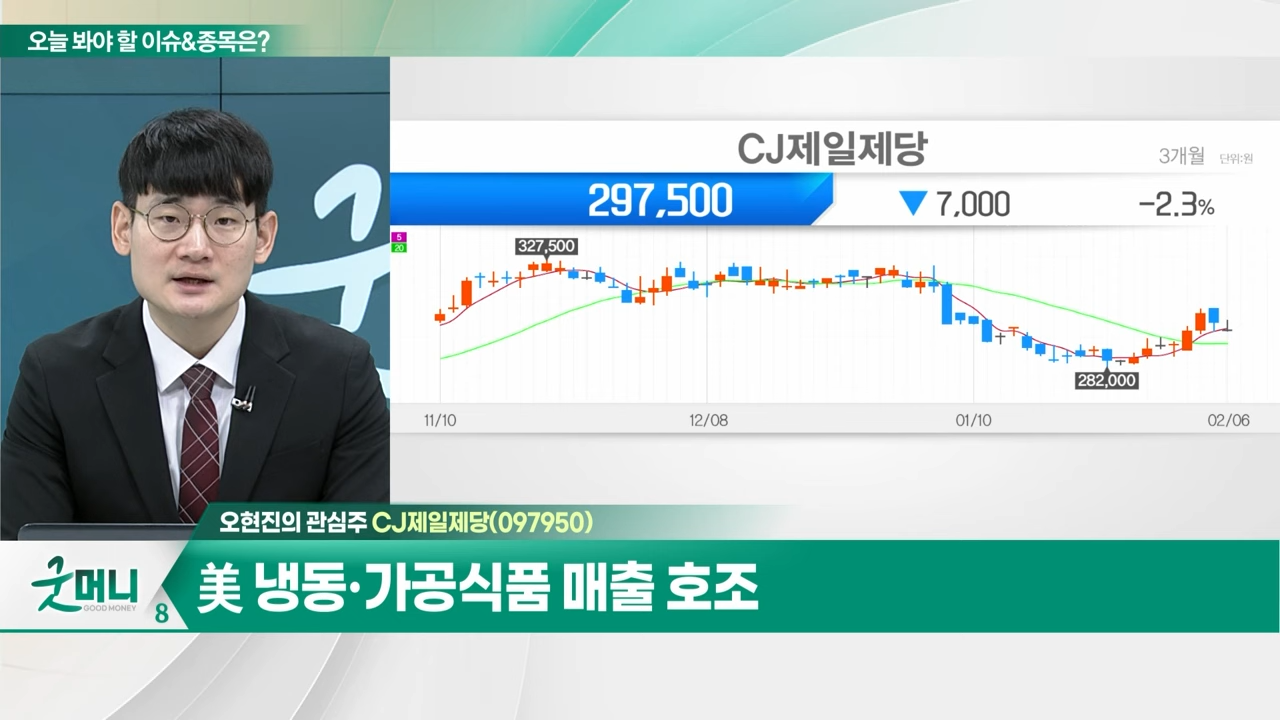 오늘 봐야 할 이슈&종목은?
CJ제일제당
3개월 단위:원
297,500 ▼ 7,000 -2.3%
5
20
327,500
282,000
11/10 12/08 01/10 02/06
오현진의 관심주 CJ제일제당(097950)
굿머니
GOOD MONEY
8
美 냉동·가공식품 매출 호조